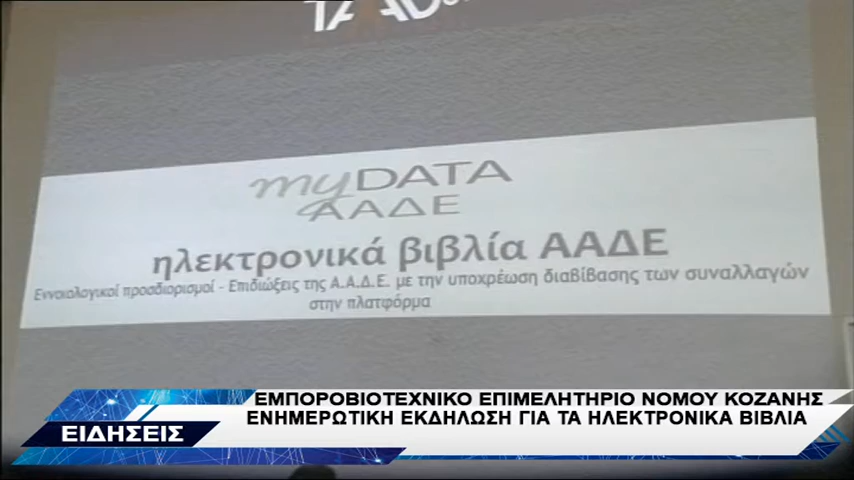 myDATA
ΑΑΔΕ
ηλεκτρονικά βιβλία ΑΑΔΕ
Εννοιολογικοί προσδιορισμοί - Επιδιώξεις της Α.Α.Δ.Ε. με την υποχρέωση διαβίβασης των συναλλαγών
στην πλατφόρμα
ΕΜΠΟΡΟΒΙΟΤΕΧΝΙΚΟ ΕΠΙΜΕΛΗΤΗΡΙΟ ΝΟΜΟΥ ΚΟΖΑΝΗΣ
ΕΝΗΜΕΡΩΤΙΚΗ ΕΚΔΗΛΩΣΗ ΓΙΑ ΤΑ ΗΛΕΚΤΡΟΝΙΚΑ ΒΙΒΛΙΑ
ΕΙΔΗΣΕΙΣ